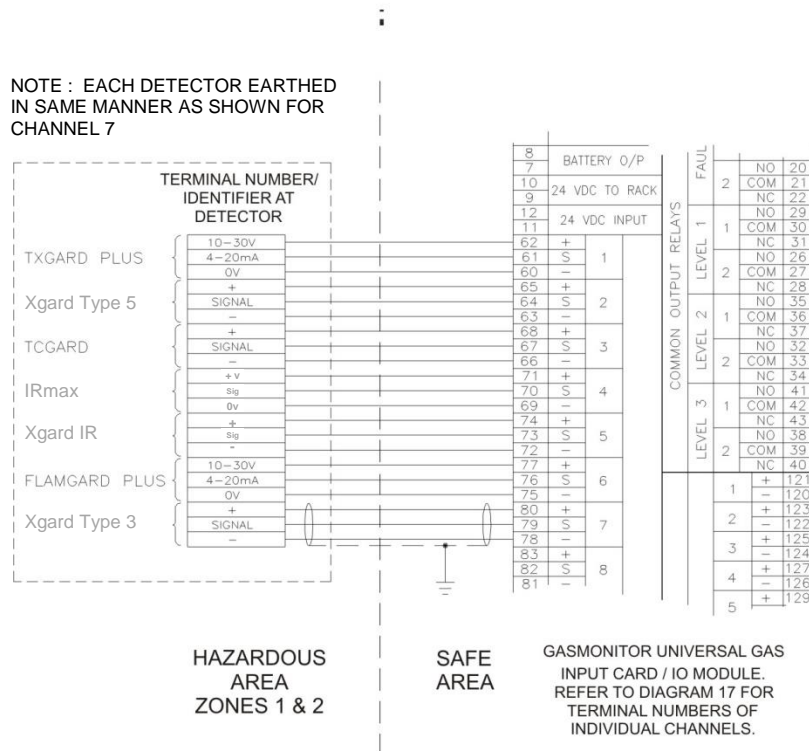 NOTE : EACH DETECTOR EARTHED
IN SAME MANNER AS SHOWN FOR
CHANNEL 7
TERMINAL NUMBER/
IDENTIFIER AT
DETECTOR
TXGARD PLUS
10-30V
4-20mA
0V
Xgard Type 5
+
SIGNAL
-
TCGARD
+
SIGNAL
-
IRmax
+ V
Sig
0v
Xgard IR
+
Sig
-
FLAMGARD PLUS
10-30V
4-20mA
0V
Xgard Type 3
+
SIGNAL
-
8
7
BATTERY O/P
10
9
24 VDC TO RACK
12
11
24 VDC INPUT
62 +
61 S 1
60 -
65 +
64 S 2
63 -
68 +
67 S 3
66 -
71 +
70 S 4
69 -
74 +
73 S 5
72 -
77 +
76 S 6
75 -
80 +
79 S 7
78 -
83 +
82 S 8
81 -
COMMON OUTPUT RELAYS
FAUL
2
NO 20
COM 21
NC 22
LEVEL 1
1
NO 29
COM 30
NC 31
2
NO 26
COM 27
NC 28
LEVEL 2
1
NO 35
COM 36
NC 37
2
NO 32
COM 33
NC 34
LEVEL 3
1
NO 41
COM 42
NC 43
2
NO 38
COM 39
NC 40
1
+ 121
- 120
2
+ 123
- 122
3
+ 125
- 124
4
+ 127
- 126
5
+ 129
HAZARDOUS
AREA
ZONES 1 & 2
SAFE
AREA
GASMONITOR UNIVERSAL GAS
INPUT CARD / IO MODULE.
REFER TO DIAGRAM 17 FOR
TERMINAL NUMBERS OF
INDIVIDUAL CHANNELS.